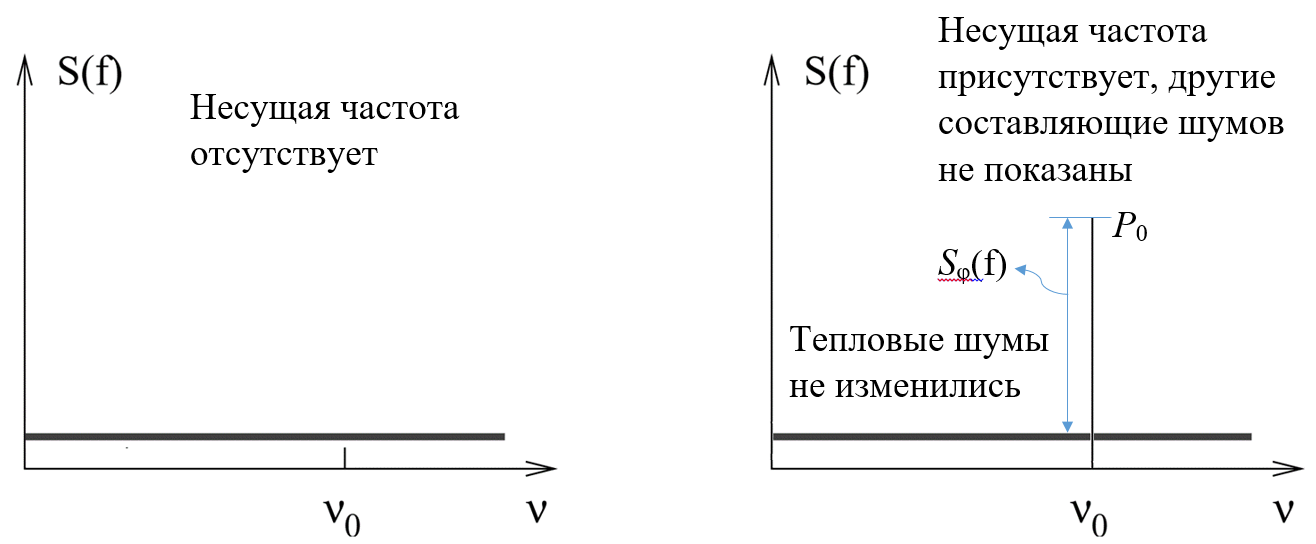 S(f)
Несущая частота
отсутствует
ν0
ν
S(f)
Несущая частота
присутствует, другие
составляющие шумов
не показаны
P0
Sφ(f)
Тепловые шумы
не изменились
ν0
ν